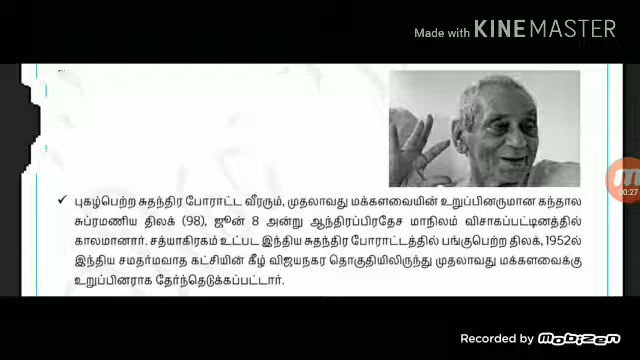 Made with KINEMASTER
00:27
✓ புகழ்பெற்ற சுதந்திர போராட்ட வீரரும், முதலாவது மக்களவையின் உறுப்பினருமான கந்தால
சுப்ரமணிய திலக் (98), ஜூன் 8 அன்று ஆந்திரப்பிரதேச மாநிலம் விசாகப்பட்டினத்தில்
காலமானார். சத்யாகிரகம் உட்பட இந்திய சுதந்திர போராட்டத்தில் பங்குபெற்ற திலக், 1952ல்
இந்திய சமதர்மவாத கட்சியின் கீழ் விஜயநகர தொகுதியிலிருந்து முதலாவது மக்களவைக்கு
உறுப்பினராக தேர்ந்தெடுக்கப்பட்டார்.
Recorded by Mobizen